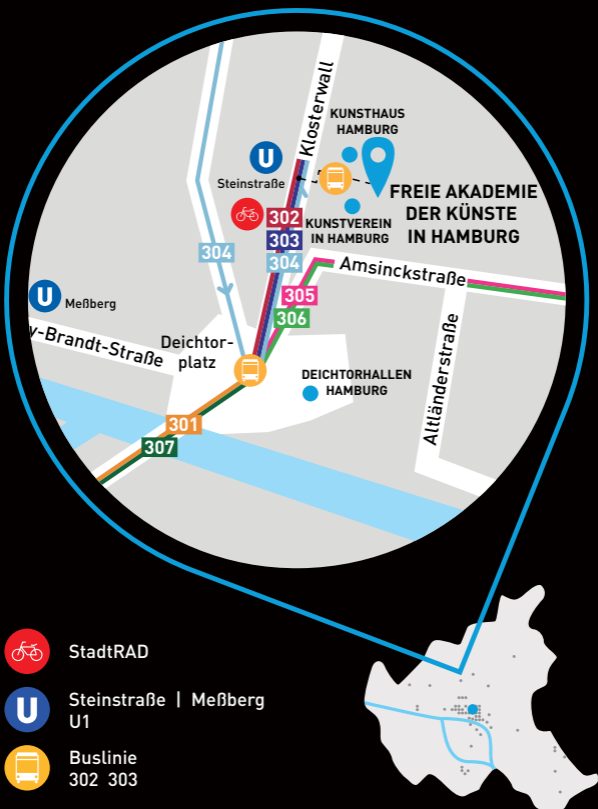 Klosterwall
KUNSTHAUS
HAMBURG
U
Steinstraße
FREIE AKADEMIE
DER KÜNSTE
IN HAMBURG
302
KUNSTVEREIN
IN HAMBURG
303
304
304
Amsinckstraße
305
306
U
Meßberg
y-Brandt-Straße
Deichtor-
platz
Altländerstraße
DEICHTORHALLEN
HAMBURG
301
307
StadtRAD
U
Steinstraße | Meßberg
U1
Buslinie
302 303